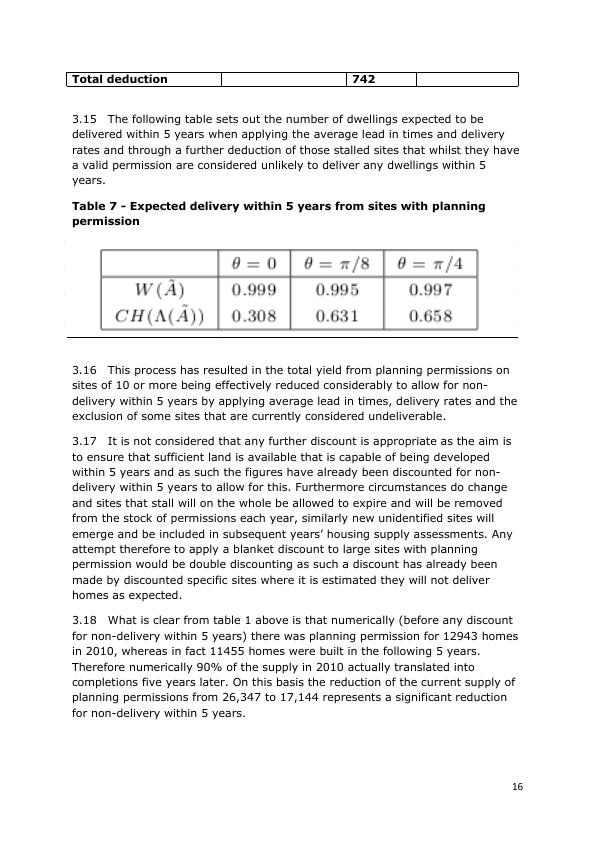 Total deduction 742
3.15 The following table sets out the number of dwellings expected to be
delivered within 5 years when applying the average lead in times and delivery
rates and through a further deduction of those stalled sites that whilst they have
a valid permission are considered unlikely to deliver any dwellings within 5
years.
Table 7 - Expected delivery within 5 years from sites with planning
permission
θ = 0 θ = π/8 θ = π/4
W(Ã) 0.999 0.995 0.997
CH(Λ(Ã)) 0.308 0.631 0.658
3.16 This process has resulted in the total yield from planning permissions on
sites of 10 or more being effectively reduced considerably to allow for non-
delivery within 5 years by applying average lead in times, delivery rates and the
exclusion of some sites that are currently considered undeliverable.
3.17 It is not considered that any further discount is appropriate as the aim is
to ensure that sufficient land is available that is capable of being developed
within 5 years and as such the figures have already been discounted for non-
delivery within 5 years to allow for this. Furthermore circumstances do change
and sites that stall will on the whole be allowed to expire and will be removed
from the stock of permissions each year, similarly new unidentified sites will
emerge and be included in subsequent years’ housing supply assessments. Any
attempt therefore to apply a blanket discount to large sites with planning
permission would be double discounting as such a discount has already been
made by discounted specific sites where it is estimated they will not deliver
homes as expected.
3.18 What is clear from table 1 above is that numerically (before any discount
for non-delivery within 5 years) there was planning permission for 12943 homes
in 2010, whereas in fact 11455 homes were built in the following 5 years.
Therefore numerically 90% of the supply in 2010 actually translated into
completions five years later. On this basis the reduction of the current supply of
planning permissions from 26,347 to 17,144 represents a significant reduction
for non-delivery within 5 years.
16